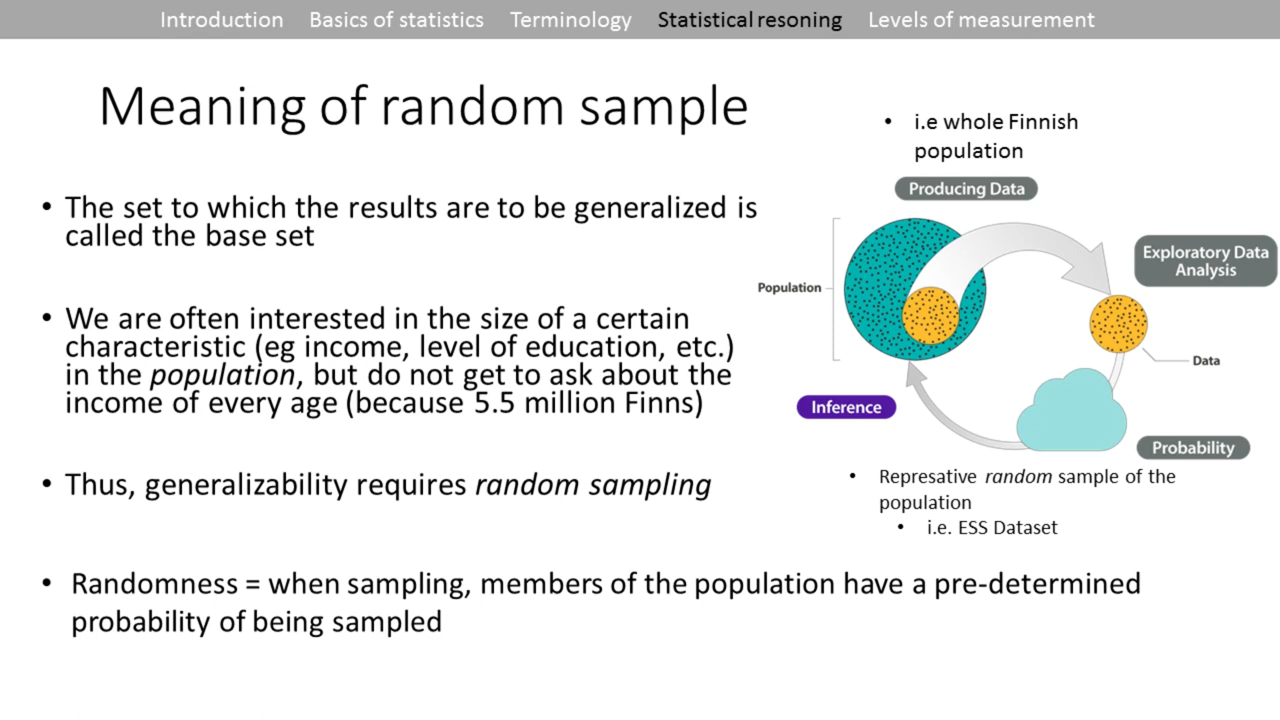 Introduction Basics of statistics Terminology Statistical resoning Levels of measurement
Meaning of random sample
• The set to which the results are to be generalized is
called the base set
• We are often interested in the size of a certain
characteristic (eg income, level of education, etc.)
in the population, but do not get to ask about the
income of every age (because 5.5 million Finns)
• Thus, generalizability requires random sampling
• Randomness = when sampling, members of the population have a pre-determined
probability of being sampled
• i.e whole Finnish
population
Producing Data
Population
Exploratory Data
Analysis
Data
Inference
Probability
• Represative random sample of the
population
• i.e. ESS Dataset